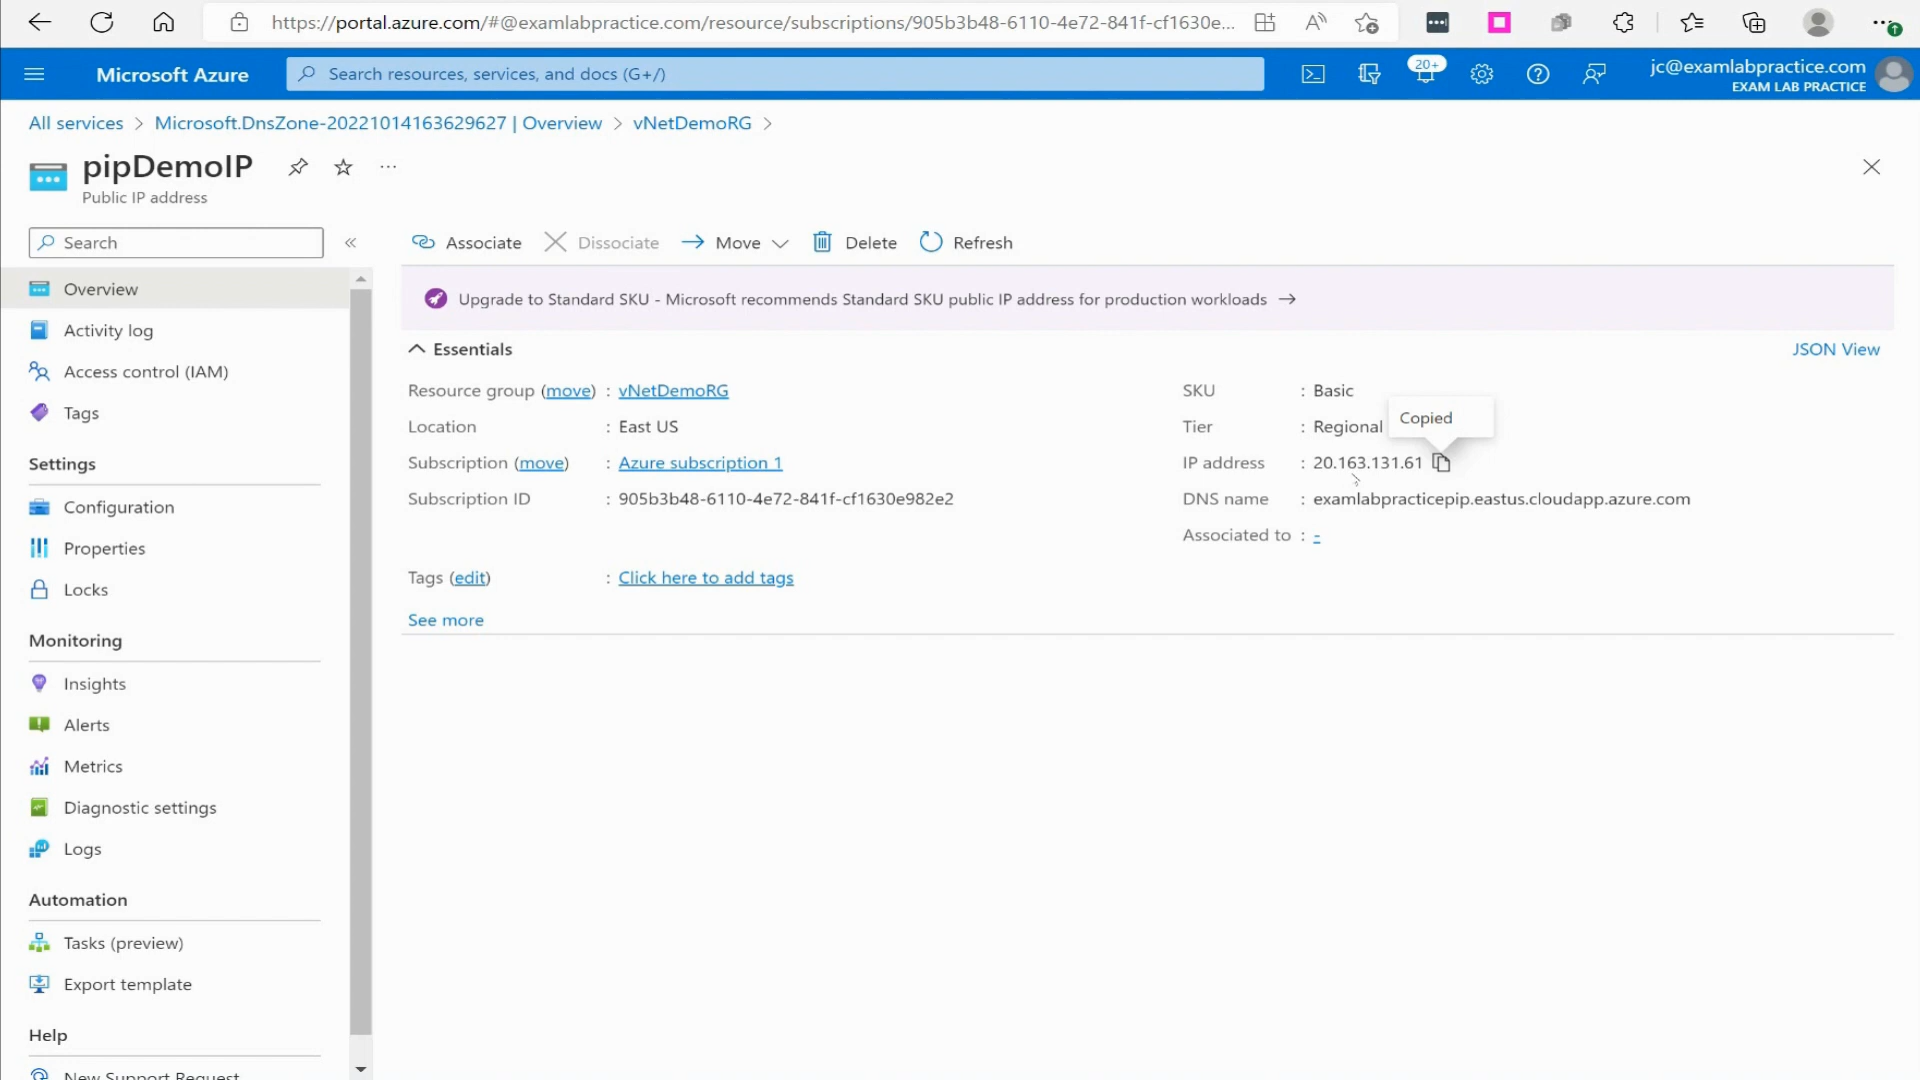 https://portal.azure.com/#@examlabpractice.com/resource/subscriptions/905b3b48-6110-4e72-841f-cf1630e...
Microsoft Azure
Search resources, services, and docs (G+/)
20+
jc@examlabpractice.com
EXAM LAB PRACTICE
All services > Microsoft.DnsZone-20221014163629627 | Overview > vNetDemoRG >
pipDemoIP
Public IP address
Search
Associate
Dissociate
Move
Delete
Refresh
Overview
Activity log
Access control (IAM)
Tags
Settings
Configuration
Properties
Locks
Monitoring
Insights
Alerts
Metrics
Diagnostic settings
Logs
Automation
Tasks (preview)
Export template
Help
New Support Request
Upgrade to Standard SKU - Microsoft recommends Standard SKU public IP address for production workloads →
Essentials
JSON View
Resource group (move) : vNetDemoRG
Location : East US
Subscription (move) : Azure subscription 1
Subscription ID : 905b3b48-6110-4e72-841f-cf1630e982e2
Tags (edit) : Click here to add tags
See more
SKU : Basic
Copied
Tier : Regional
IP address : 20.163.131.61
DNS name : examlabpracticepip.eastus.cloudapp.azure.com
Associated to : -